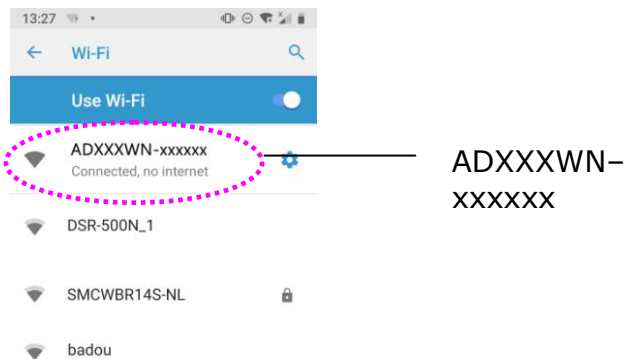 13:27
Wi-Fi
Use Wi-Fi
ADXXXWN-xxxxxx
Connected, no internet
ADXXXWN–
xxxxxx
DSR-500N_1
SMCWBR14S-NL
badou